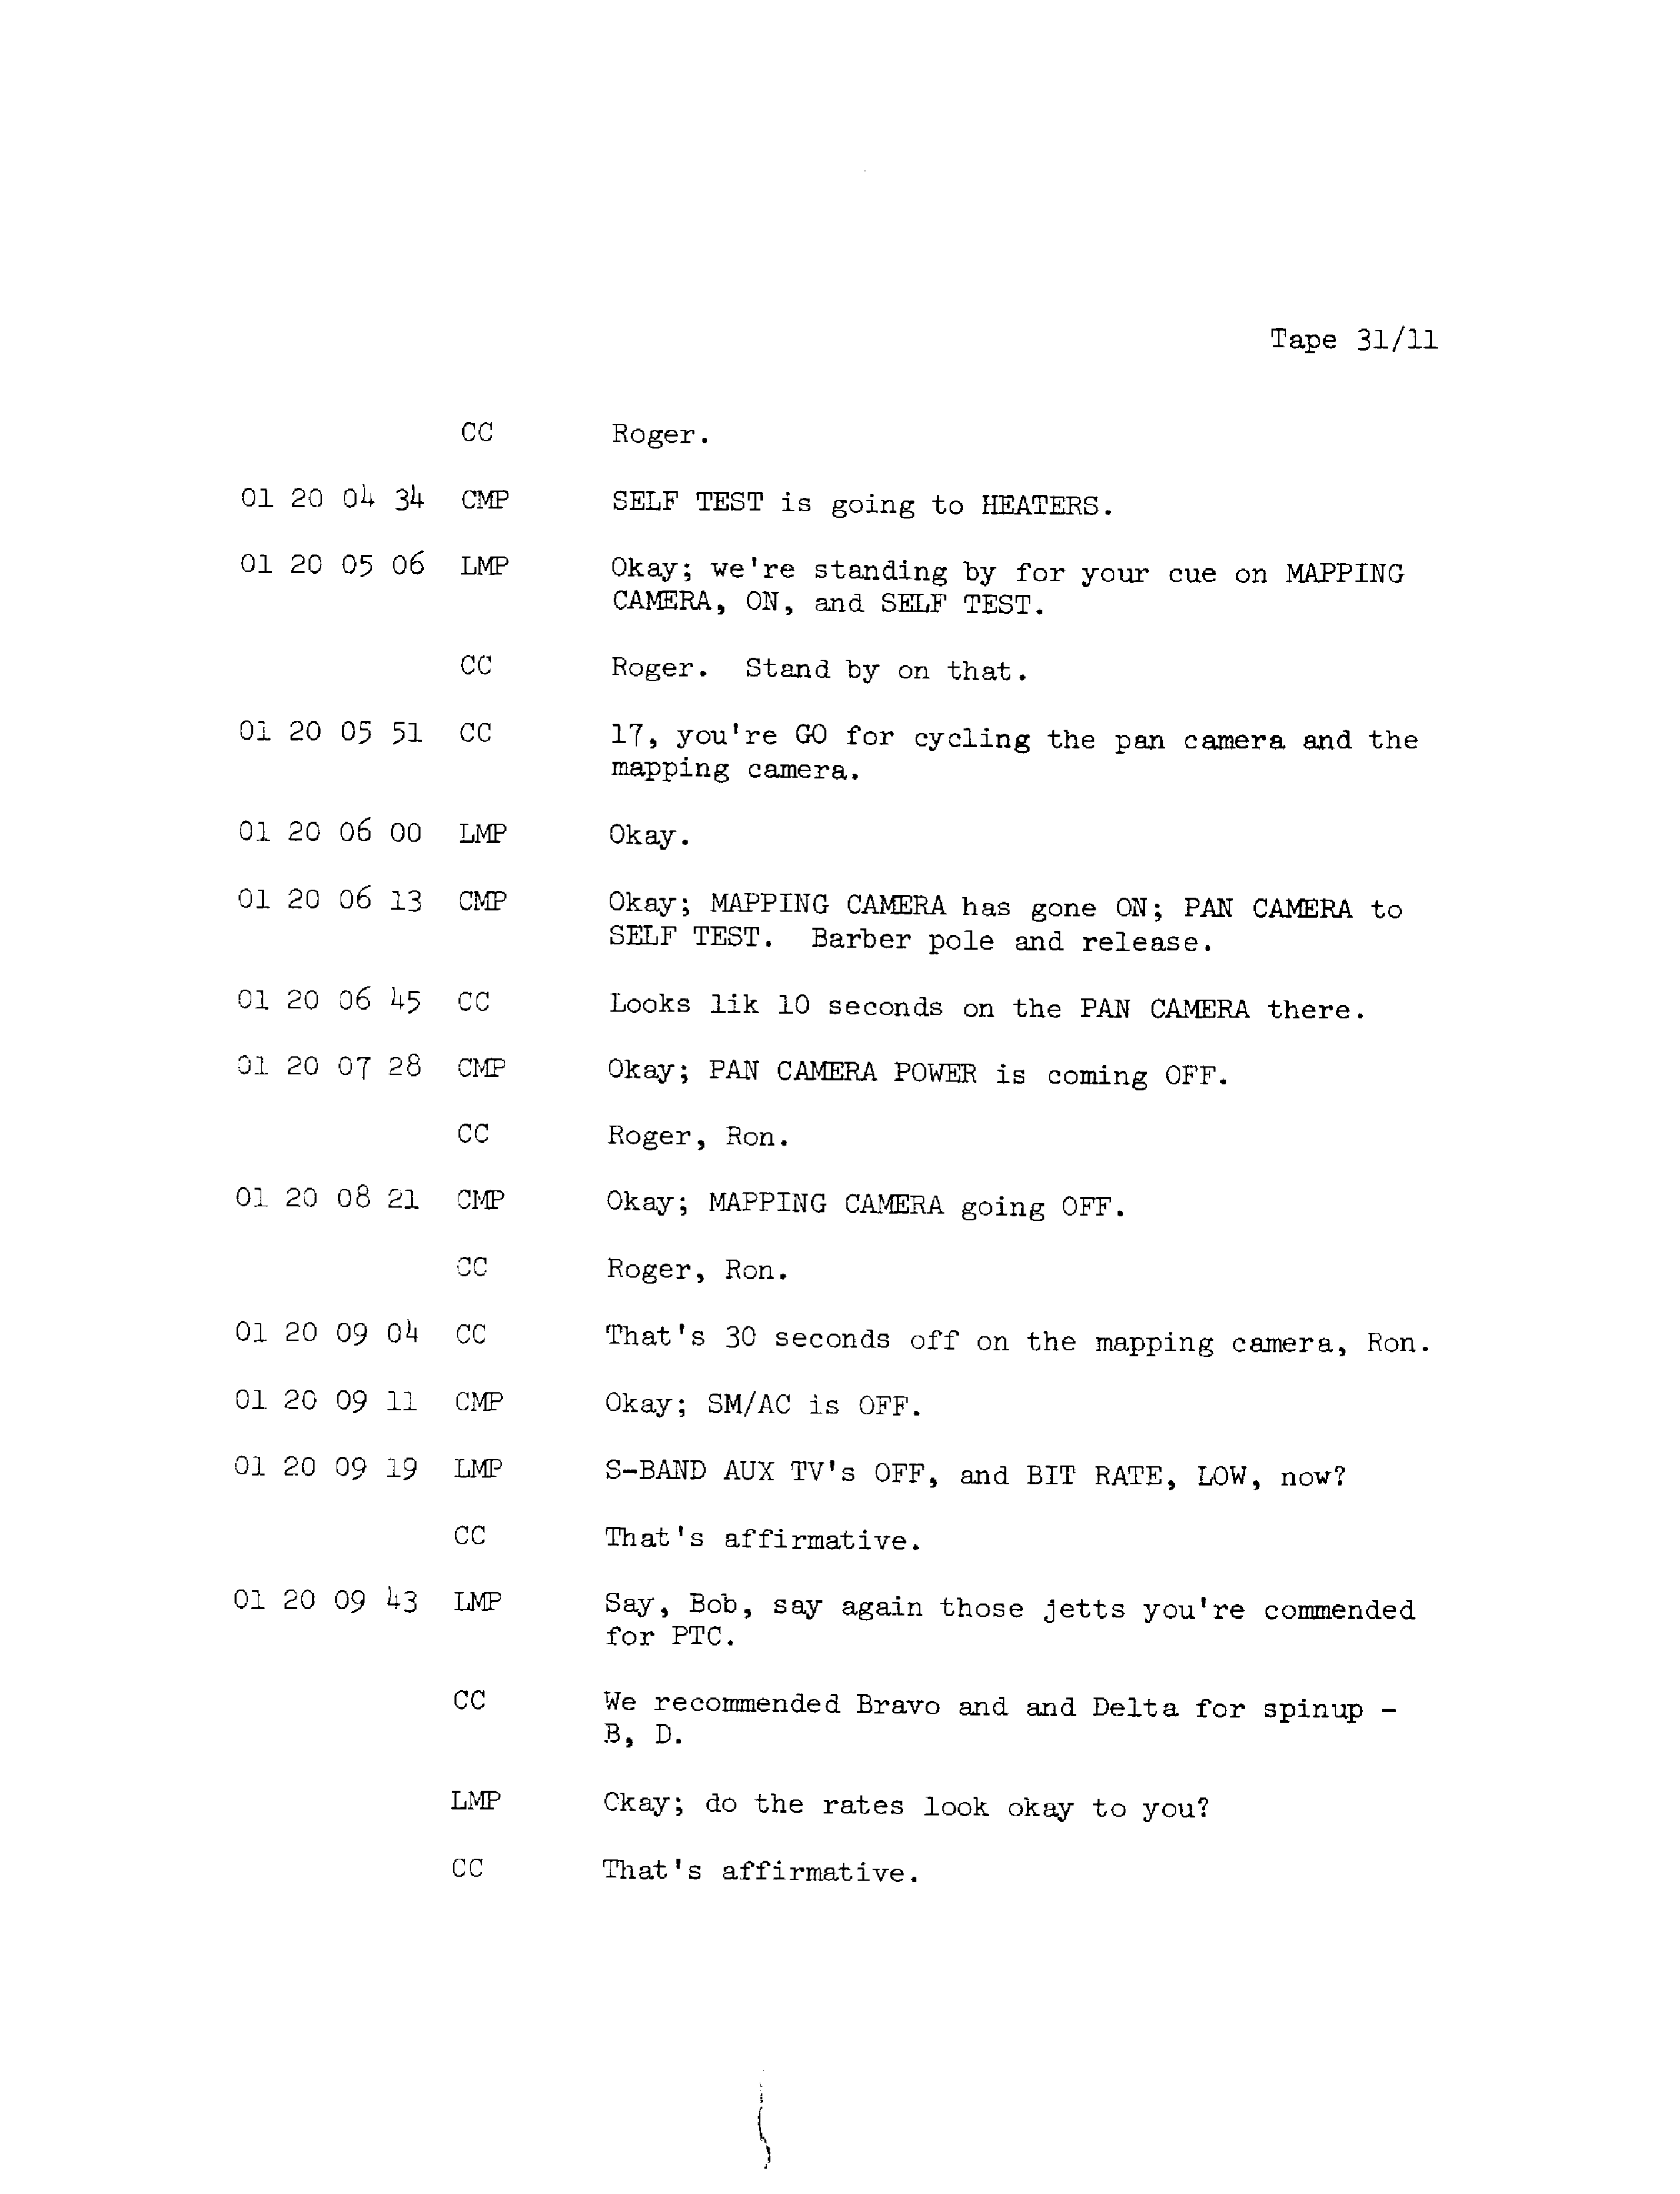 Tape 31/11
CC Roger.
01 20 04 34 CMP SELF TEST is going to HEATERS.
01 20 05 06 LMP Okay; we're standing by for your cue on MAPPING
CAMERA, ON, and SELF TEST.
CC Roger. Stand by on that.
01 20 05 51 CC 17, you're GO for cycling the pan camera and the
mapping camera.
01 20 06 00 LMP Okay.
01 20 06 13 CMP Okay; MAPPING CAMERA has gone ON; PAN CAMERA to
SELF TEST. Barber pole and release.
01 20 06 45 CC Looks lik 10 seconds on the PAN CAMERA there.
01 20 07 28 CMP Okay; PAN CAMERA POWER is coming OFF.
CC Roger, Ron.
01 20 08 21 CMP Okay; MAPPING CAMERA going OFF.
CC Roger, Ron.
01 20 09 04 CC That's 30 seconds off on the mapping camera, Ron.
01 20 09 11 CMP Okay; SM/AC is OFF.
01 20 09 19 LMP S-BAND AUX TV's OFF, and BIT RATE, LOW, now?
CC That's affirmative.
01 20 09 43 LMP Say, Bob, say again those jetts you're commended
for PTC.
CC We recommended Bravo and and Delta for spinup -
B, D.
LMP Ckay; do the rates look okay to you?
CC That's affirmative.